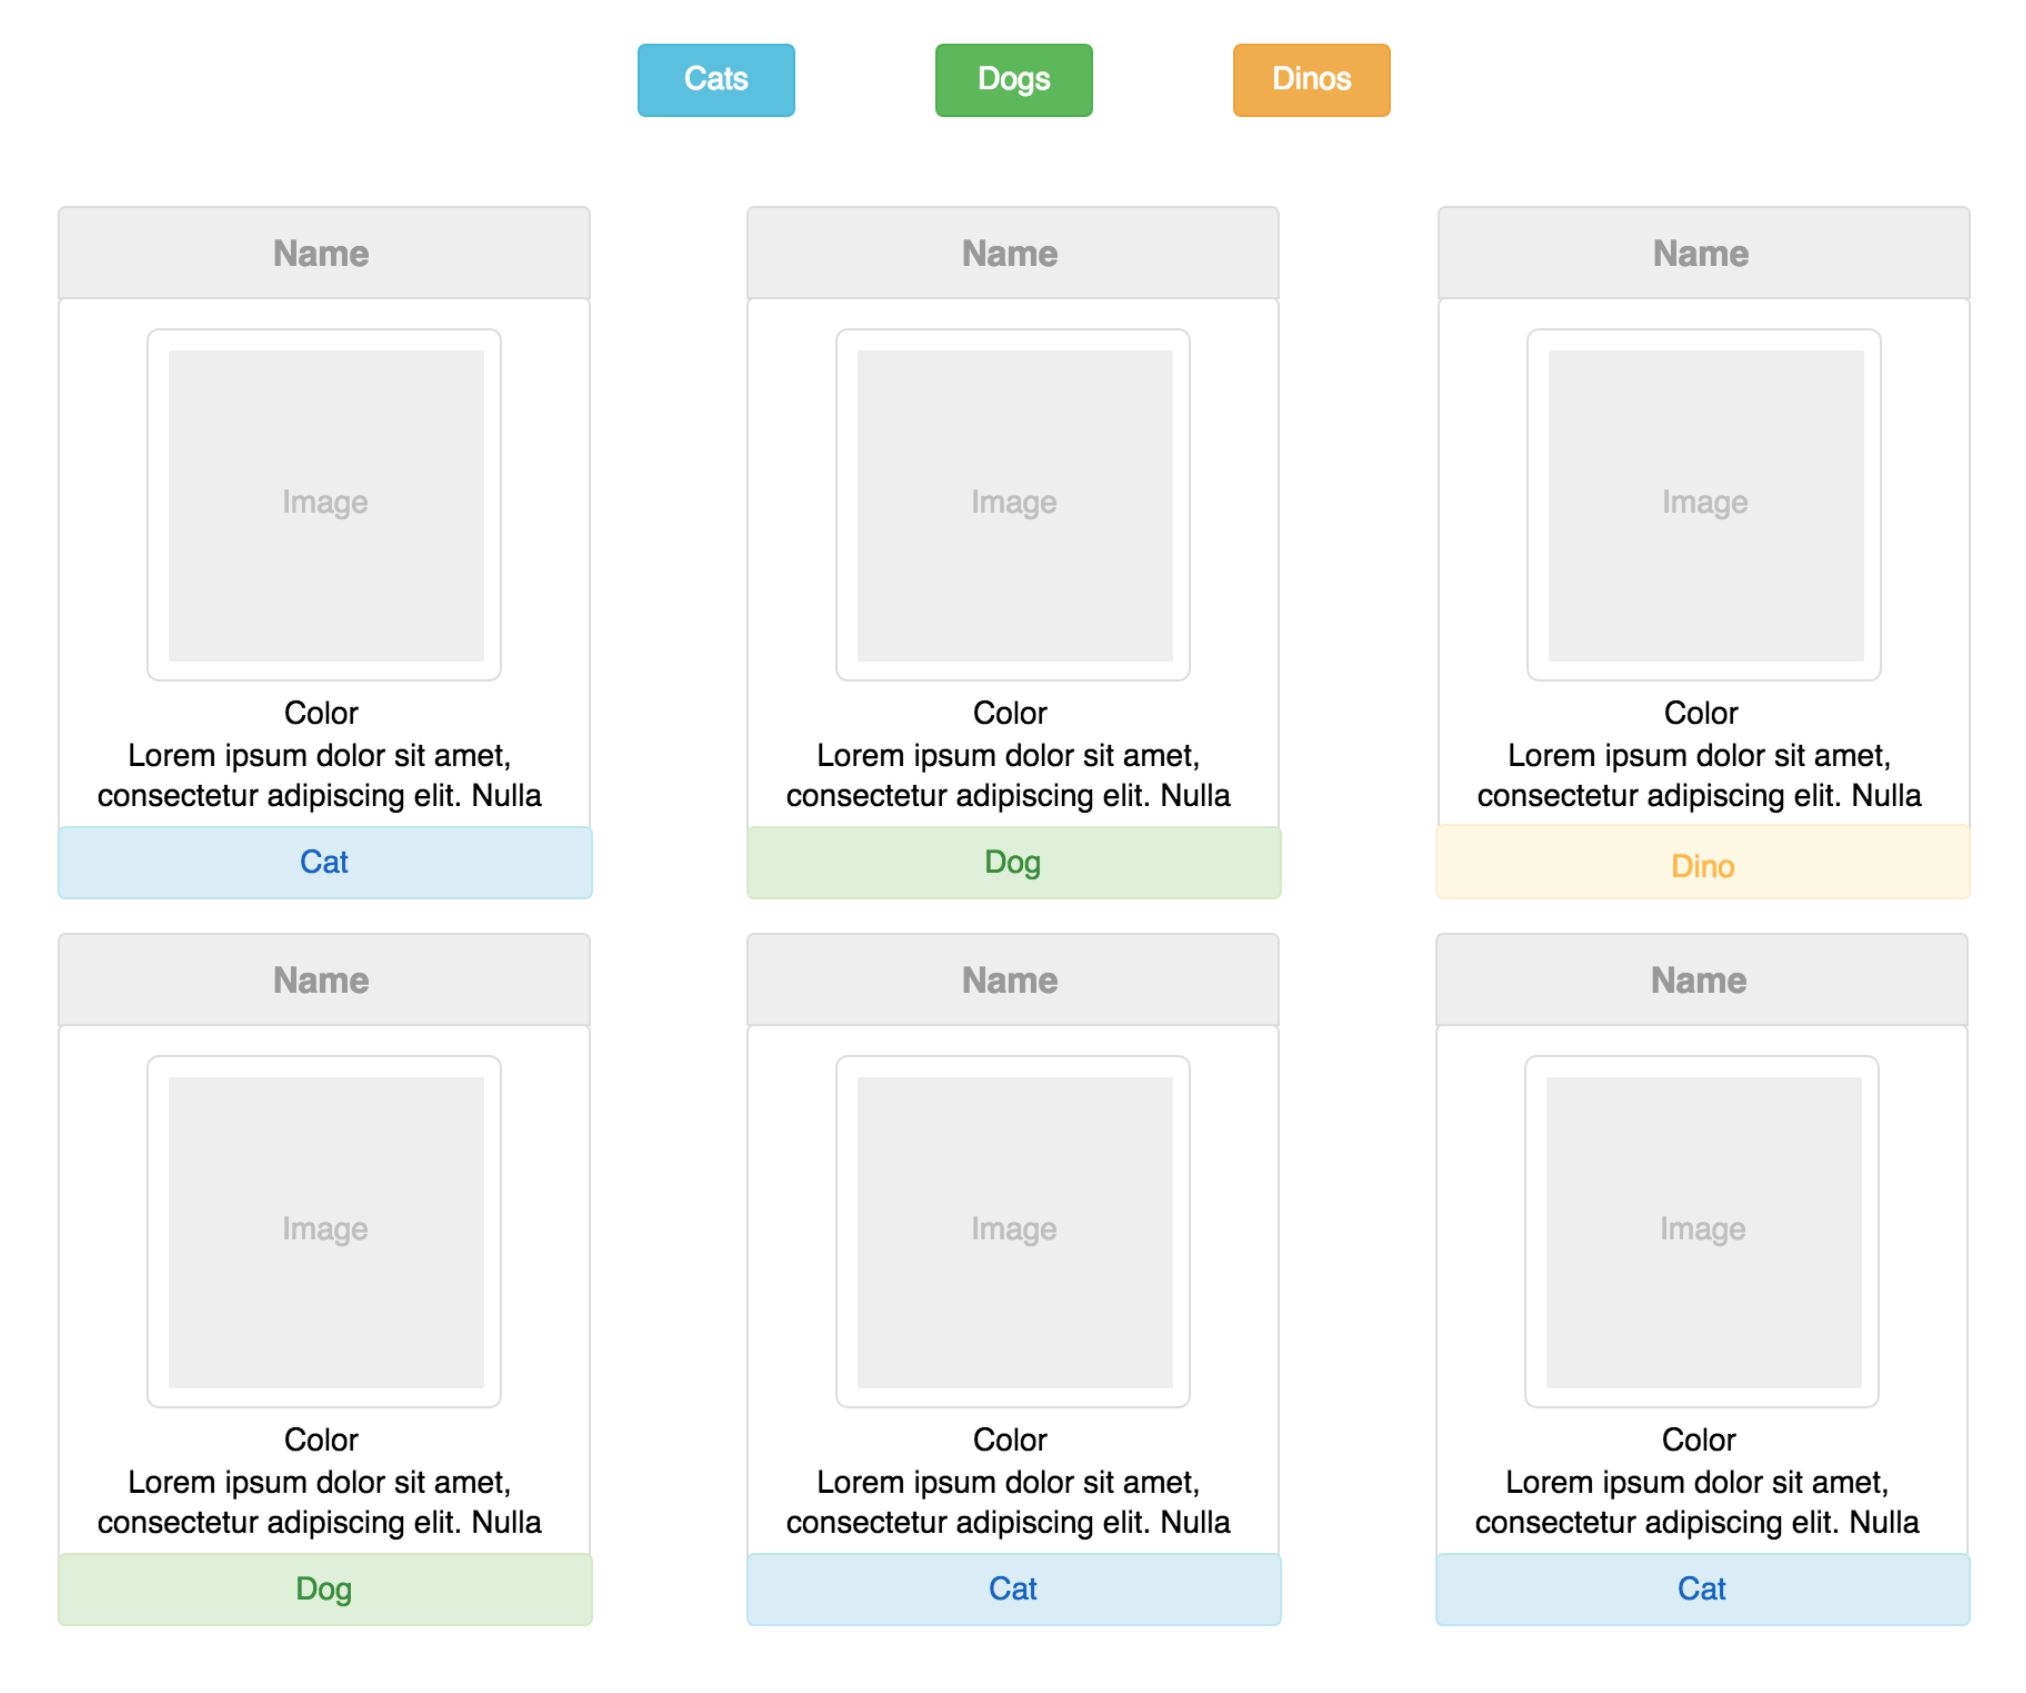 Cats
Dogs
Dinos
Name
Image
Color
Lorem ipsum dolor sit amet,
consectetur adipiscing elit. Nulla
Cat
Name
Image
Color
Lorem ipsum dolor sit amet,
consectetur adipiscing elit. Nulla
Dog
Name
Image
Color
Lorem ipsum dolor sit amet,
consectetur adipiscing elit. Nulla
Dino
Name
Image
Color
Lorem ipsum dolor sit amet,
consectetur adipiscing elit. Nulla
Dog
Name
Image
Color
Lorem ipsum dolor sit amet,
consectetur adipiscing elit. Nulla
Cat
Name
Image
Color
Lorem ipsum dolor sit amet,
consectetur adipiscing elit. Nulla
Cat